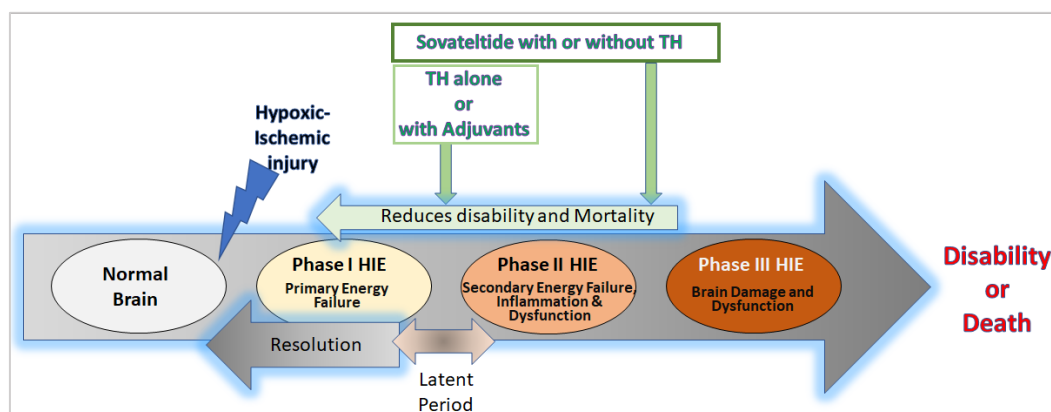 Sovateltide with or without TH
TH alone
or
with Adjuvants
Hypoxic-
Ischemic
injury
Reduces disability and Mortality
Normal
Brain
Phase I HIE
Primary Energy
Failure
Phase II HIE
Secondary Energy Failure,
Inflammation &
Dysfunction
Phase III HIE
Brain Damage and
Dysfunction
Disability
or
Death
Resolution
Latent
Period